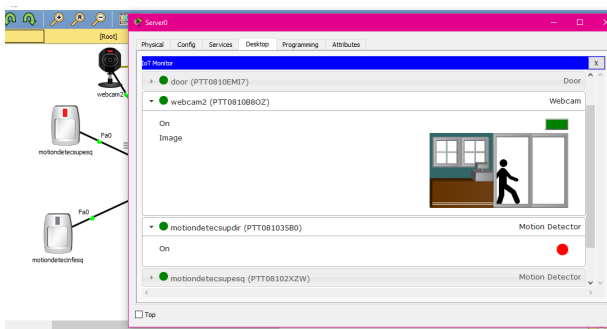 Server0
[Root]
Physical Config Services Desktop Programming Attributes
IoT Monitor
X
door (PTT0810EMI7)
Door
webcam2
webcam2 (PTT0810B8OZ)
Webcam
On
Image
Fa0
motiondetecsupesq
Fa0
motiondetecsupdir (PTT08103SB0)
Motion Detector
On
motiondetecinfesq
motiondetecsupesq (PTT08102XZW)
Motion Detector
Top